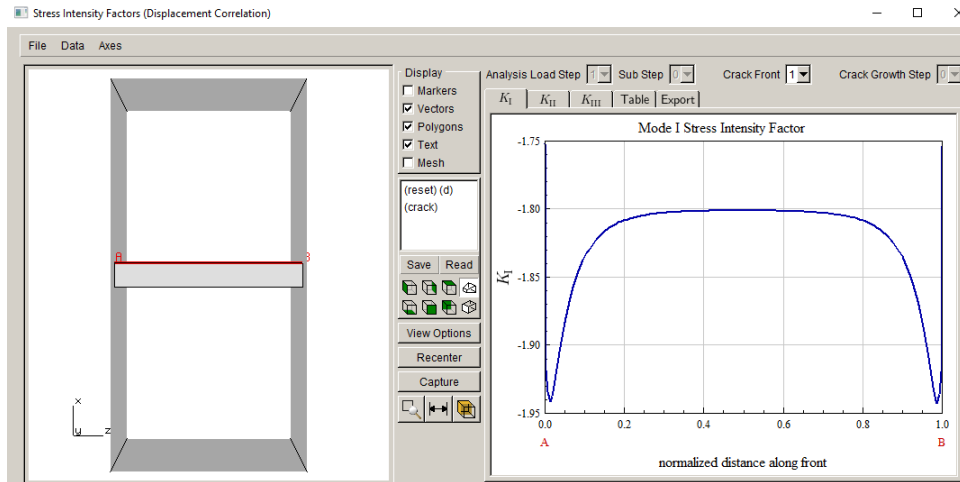 Stress Intensity Factors (Displacement Correlation)
File Data Axes
Display
Markers
Vectors
Polygons
Text
Mesh
(reset) (d)
(crack)
Save Read
View Options
Recenter
Capture
A B
x
y z
Analysis Load Step 1 Sub Step 0 Crack Front 1 Crack Growth Step 0
KI KII KIII Table Export
Mode I Stress Intensity Factor
-1.75
-1.80
-1.85
-1.90
-1.95
KI
0.0 0.2 0.4 0.6 0.8 1.0
A B
normalized distance along front